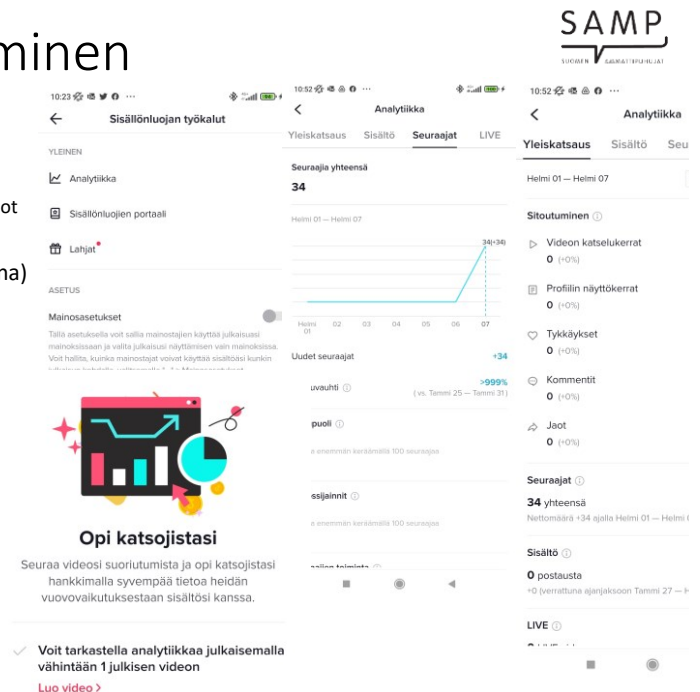 minen
SAMP
SUOMEN
ot
ma)
10:23
Sisällönluojan työkalut
YLEINEN
Analytiikka
Sisällönluojien portaali
Lahjat
ASETUS
Mainosasetukset
Tällä asetuksella voit sallia mainostajien käyttää julkaisuasi
mainoksissaan ja valita julkaisusi näyttämisen vain mainoksissa.
Voit hallita, kuinka mainostajat voivat käyttää sisältöäsi kunkin
Opi katsojistasi
Seuraa videosi suoriutumista ja opi katsojistasi
hankkimalla syvempää tietoa heidän
vuovovaikutuksestaan sisältösi kanssa.
Voit tarkastella analytiikkaa julkaisemalla
vähintään 1 julkisen videon
Luo video >
10:52
Analytiikka
Yleiskatsaus Sisältö Seuraajat LIVE
Seuraajia yhteensä
34
Helmi 01 — Helmi 07
34(+34)
Helmi 01 02 03 04 05 06 07
Uudet seuraajat +34
uvauhti >999%
( vs. Tammi 25 — Tammi 31 )
puoli
e enemmän keräämällä 100 seuraajaa
ssijainnit
e enemmän keräämällä 100 seuraajaa
aajien toiminta
10:52
Analytiikka
Yleiskatsaus Sisältö Seu
Helmi 01 — Helmi 07
Sitoutuminen
Videon katselukerrat
0 (+0%)
Profiilin näyttökerrat
0 (+0%)
Tykkäykset
0 (+0%)
Kommentit
0 (+0%)
Jaot
0 (+0%)
Seuraajat
34 yhteensä
Nettomäärä +34 ajalla Helmi 01 — Helmi 0
Sisältö
0 postausta
+0 (verrattuna ajanjaksoon Tammi 27 — H
LIVE